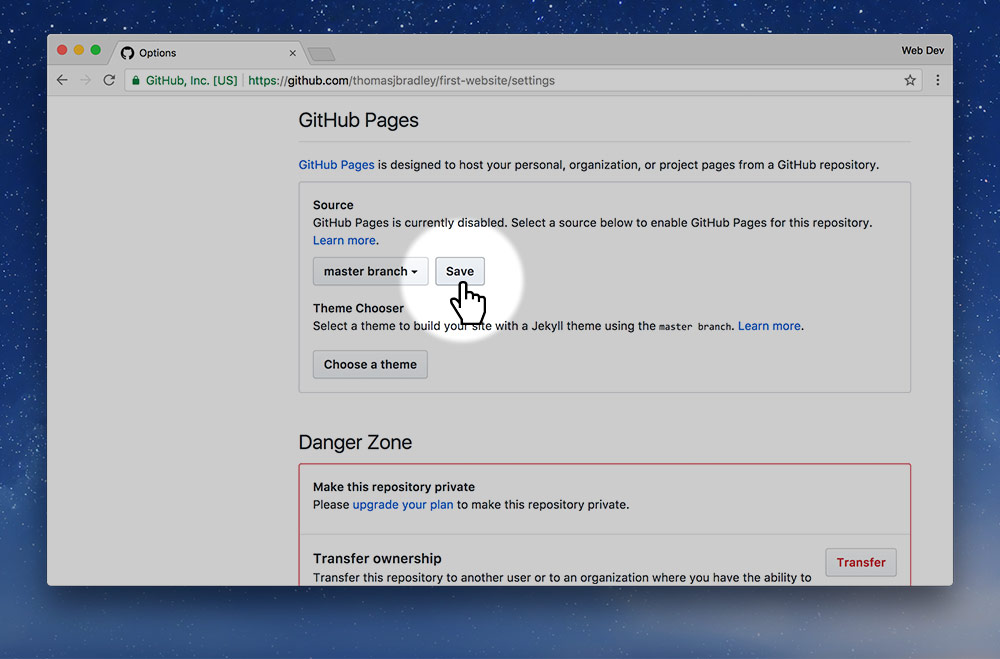 Options
Web Dev
GitHub, Inc. [US] https://github.com/thomasjbradley/first-website/settings
GitHub Pages
GitHub Pages is designed to host your personal, organization, or project pages from a GitHub repository.
Source
GitHub Pages is currently disabled. Select a source below to enable GitHub Pages for this repository.
Learn more.
master branch Save
Theme Chooser
Select a theme to build your site with a Jekyll theme using the master branch. Learn more.
Choose a theme
Danger Zone
Make this repository private
Please upgrade your plan to make this repository private.
Transfer ownership
Transfer
Transfer this repository to another user or to an organization where you have the ability to